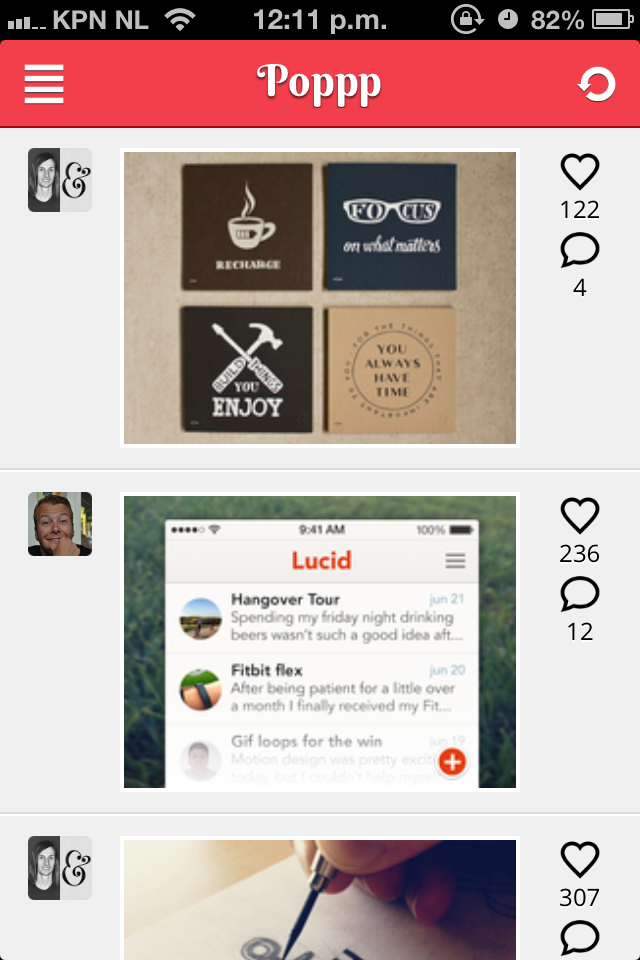 KPN NL 12:11 p.m. 82%
Poppp
&
122
4
RECHARGE
FOCUS
on what matters
BUILD THINGS
YOU
ENJOY
YOU
ALWAYS
HAVE
TIME
FOR THE THINGS THAT ARE IMPORTANT TO YOU
236
12
9:41 AM 100%
Lucid
Hangover Tour jun 21
Spending my friday night drinking
beers wasn't such a good idea aft...
Fitbit flex jun 20
After being patient for a little over
a month I finally received my Fit...
Gif loops for the win jun 19
Motion design was pretty exciti
today, but I couldn't help myse
&
307